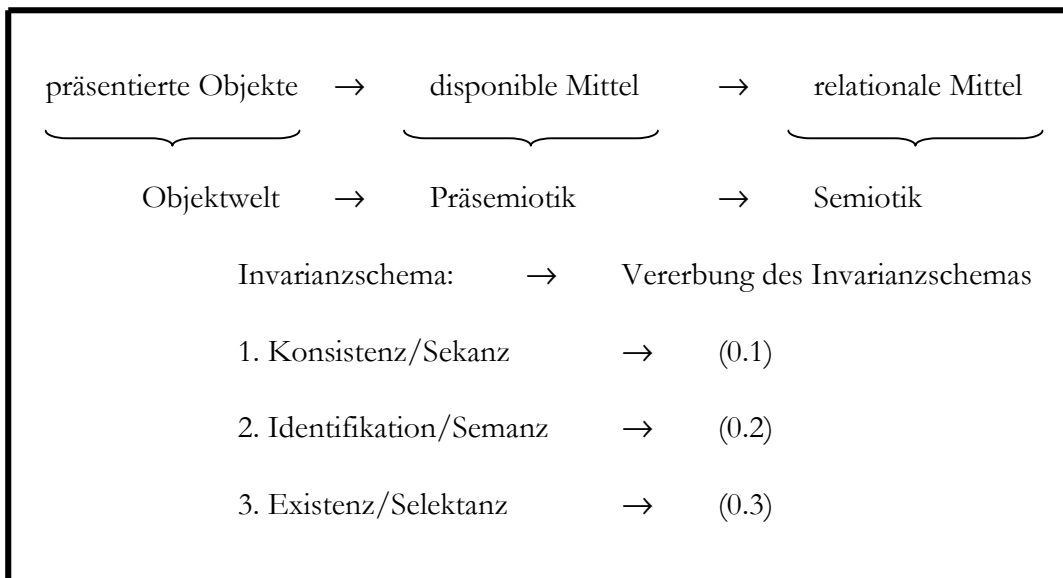 präsentierte Objekte → disponible Mittel → relationale Mittel
Objektwelt → Präsemiotik → Semiotik
Invarianzschema: → Vererbung des Invarianzschemas
1. Konsistenz/Sekanz → (0.1)
2. Identifikation/Semanz → (0.2)
3. Existenz/Selektanz → (0.3)